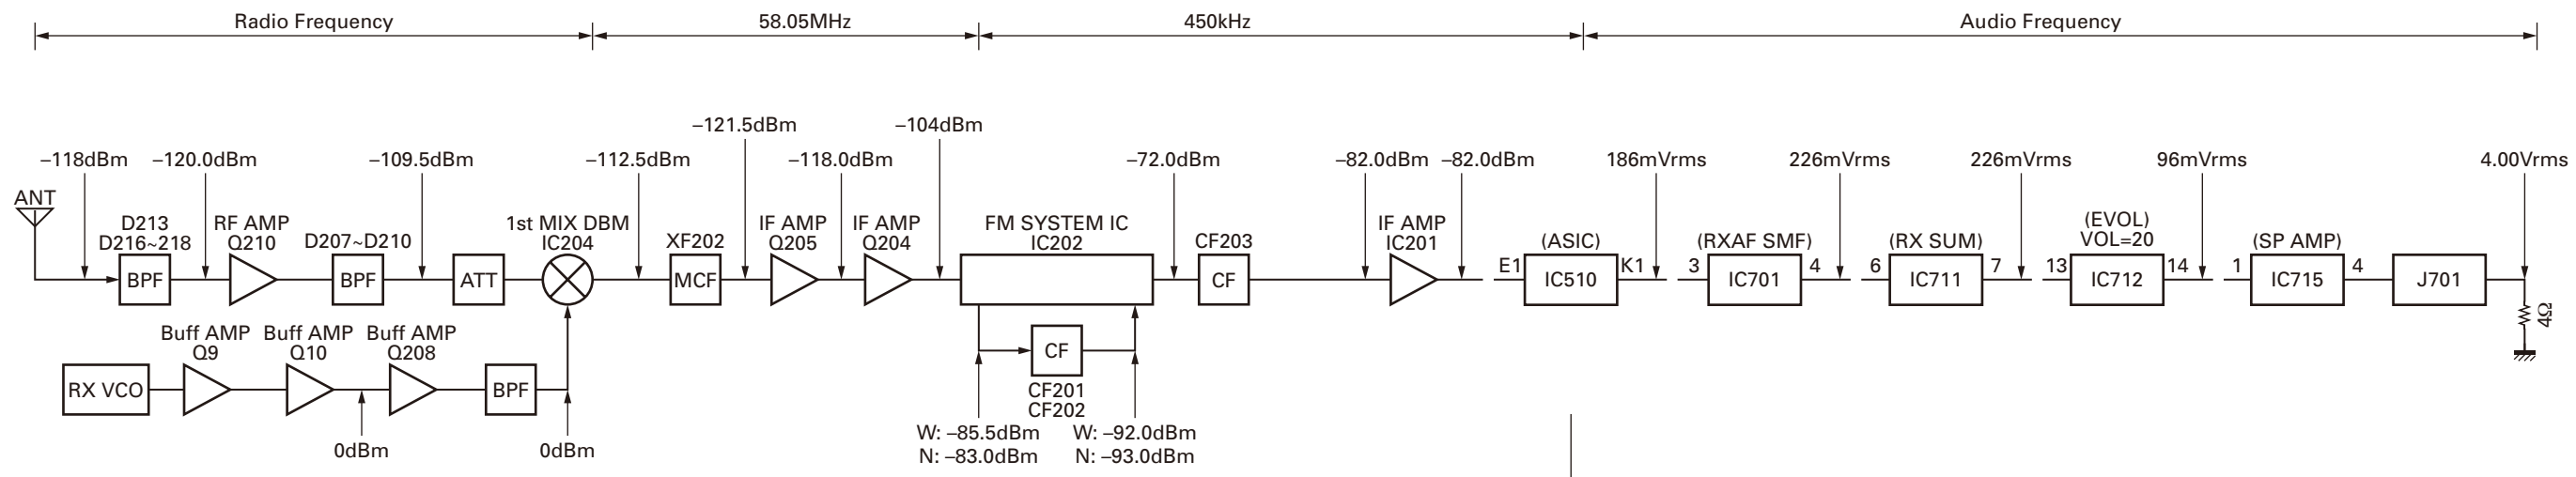 Radio Frequency
58.05MHz
450kHz
Audio Frequency
–121.5dBm
–104dBm
–118dBm
–120.0dBm
–109.5dBm
–112.5dBm
–118.0dBm
–72.0dBm
–82.0dBm
–82.0dBm
186mVrms
226mVrms
226mVrms
96mVrms
4.00Vrms
ANT
D213
D216~218
BPF
RF AMP
Q210
D207~D210
BPF
ATT
1st MIX DBM
IC204
XF202
MCF
IF AMP
Q205
IF AMP
Q204
FM SYSTEM IC
IC202
CF203
CF
IF AMP
IC201
(ASIC)
E1
IC510
K1
(RXAF SMF)
3
IC701
4
(RX SUM)
6
IC711
7
(EVOL)
VOL=20
13
IC712
14
(SP AMP)
1
IC715
4
J701
4Ω
RX VCO
Buff AMP
Q9
Buff AMP
Q10
Buff AMP
Q208
BPF
0dBm
0dBm
CF
CF201
CF202
W: –85.5dBm
N: –83.0dBm
W: –92.0dBm
N: –93.0dBm